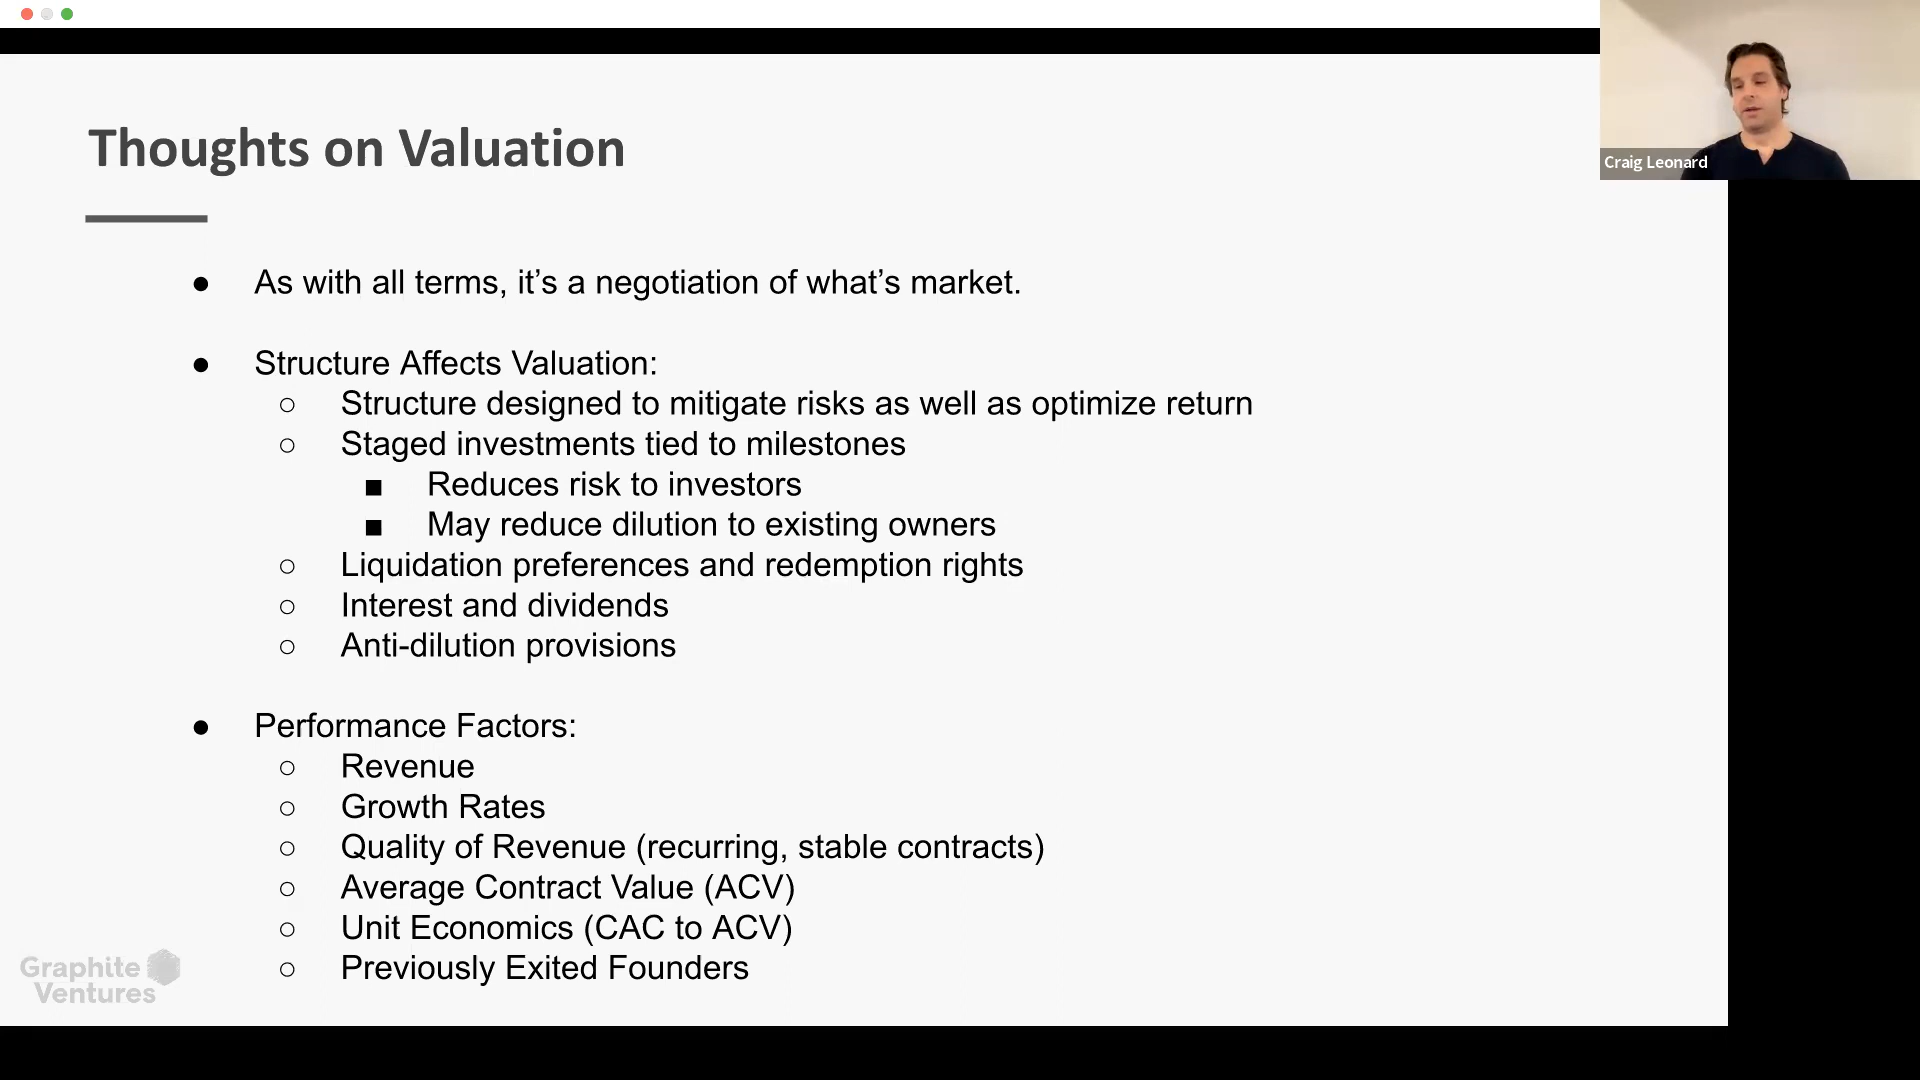 Craig Leonard
Thoughts on Valuation
● As with all terms, it’s a negotiation of what’s market.
● Structure Affects Valuation:
○ Structure designed to mitigate risks as well as optimize return
○ Staged investments tied to milestones
■ Reduces risk to investors
■ May reduce dilution to existing owners
○ Liquidation preferences and redemption rights
○ Interest and dividends
○ Anti-dilution provisions
● Performance Factors:
○ Revenue
○ Growth Rates
○ Quality of Revenue (recurring, stable contracts)
○ Average Contract Value (ACV)
○ Unit Economics (CAC to ACV)
○ Previously Exited Founders
Graphite
Ventures